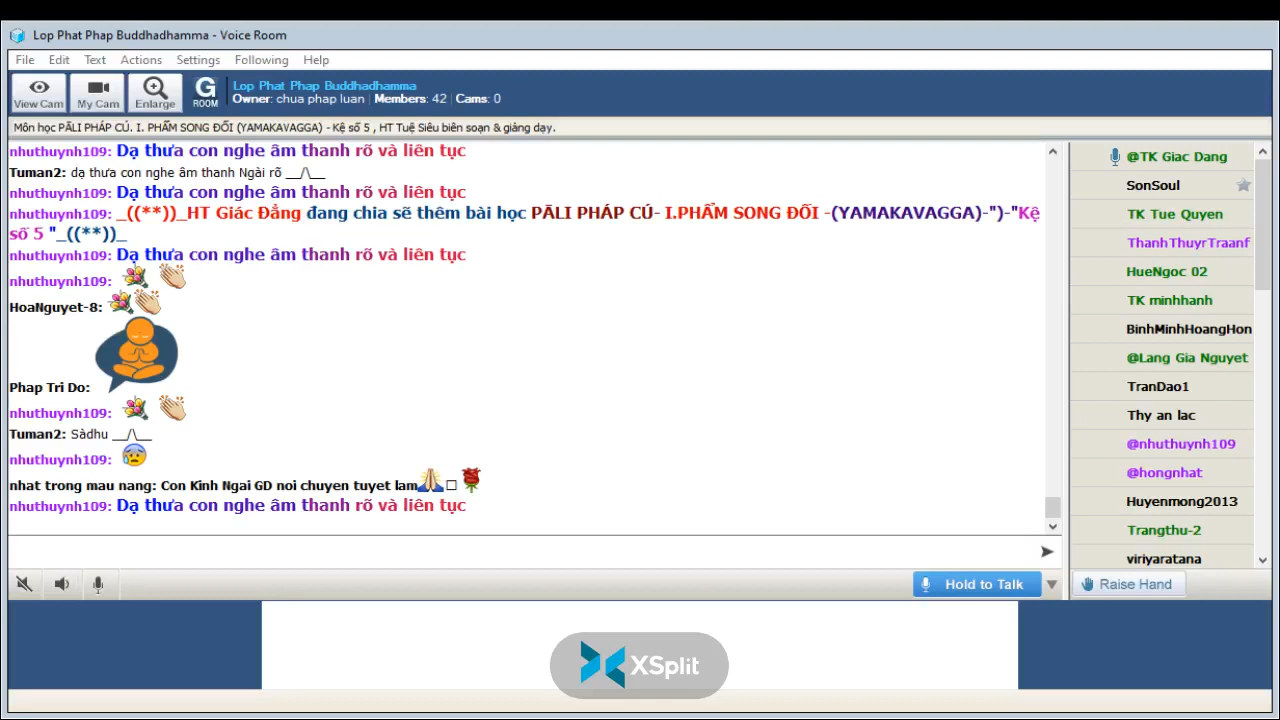 Lop Phat Phap Buddhadhamma - Voice Room
File Edit Text Actions Settings Following Help
View Cam My Cam Enlarge G ROOM
Lop Phat Phap Buddhadhamma
Owner: chua phap luan | Members: 42 | Cams: 0
Môn học PĀLI PHÁP CÚ. I. PHẨM SONG ĐỐI (YAMAKAVAGGA) - Kệ số 5 , HT Tuệ Siêu biên soạn & giảng dạy.
nhuthuynh109: Dạ thưa con nghe âm thanh rõ và liên tục
Tuman2: dạ thưa con nghe âm thanh Ngài rõ __/\__
nhuthuynh109: Dạ thưa con nghe âm thanh rõ và liên tục
nhuthuynh109: _((**))_HT Giác Đẳng đang chia sẽ thêm bài học PĀLI PHÁP CÚ- I.PHẨM SONG ĐỐI -(YAMAKAVAGGA)-")-"Kệ
số 5 "_((**))_
nhuthuynh109: Dạ thưa con nghe âm thanh rõ và liên tục
nhuthuynh109:
HoaNguyet-8:
Phap Tri Do:
nhuthuynh109:
Tuman2: Sàdhu __/\__
nhuthuynh109:
nhat trong mau nang: Con Kinh Ngai GD noi chuyen tuyet lam
nhuthuynh109: Dạ thưa con nghe âm thanh rõ và liên tục
@TK Giac Dang
SonSoul
TK Tue Quyen
ThanhThuyrTraanf
HueNgoc 02
TK minhhanh
BinhMinhHoangHon
@Lang Gia Nguyet
TranDao1
Thy an lac
@nhuthuynh109
@hongnhat
Huyenmong2013
Trangthu-2
viriyaratana
Hold to Talk
Raise Hand
XSplit